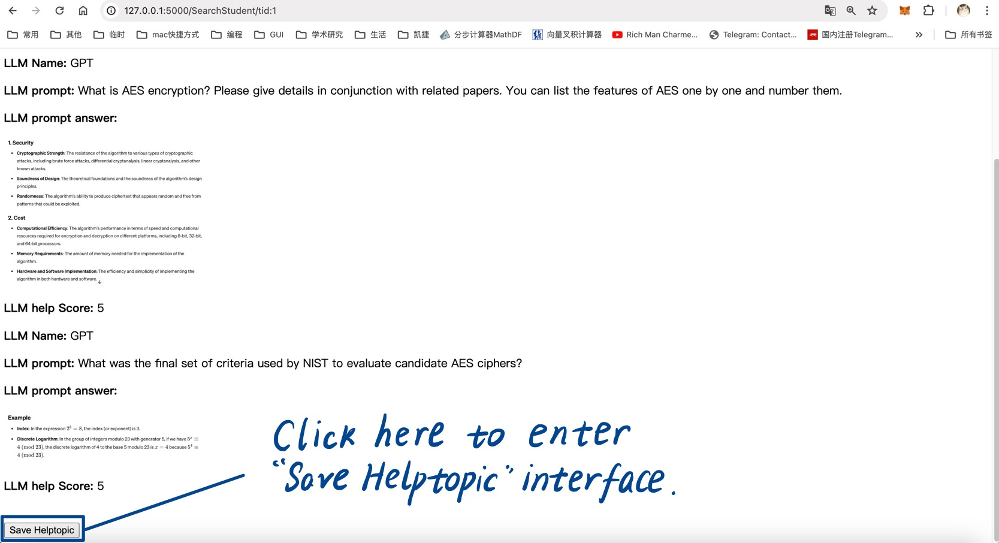 127.0.0.1:5000/SearchStudent/tid:1
常用 其他 临时 mac快捷方式 编程 GUI 学术研究 生活 凯捷 分步计算器MathDF 向量叉积计算器 Rich Man Charme... Telegram: Contact... 国内注册Telegram... » 所有书签
LLM Name: GPT
LLM prompt: What is AES encryption? Please give details in conjunction with related papers. You can list the features of AES one by one and number them.
LLM prompt answer:
1. Security
• Cryptographic Strength: The resistance of the algorithm to various types of cryptographic
attacks, including brute force attacks, differential cryptanalysis, linear cryptanalysis, and other
known attacks.
• Soundness of Design: The theoretical foundations and the soundness of the algorithm's design
principles.
• Randomness: The algorithm's ability to produce ciphertext that appears random and free from
patterns that could be exploited.
2. Cost
• Computational Efficiency: The algorithm's performance in terms of speed and computational
resources required for encryption and decryption on different platforms, including 8-bit, 32-bit,
and 64-bit processors.
• Memory Requirements: The amount of memory needed for the implementation of the
algorithm.
• Hardware and Software Implementation: The efficiency and simplicity of implementing the
algorithm in both hardware and software. ↓
LLM help Score: 5
LLM Name: GPT
LLM prompt: What was the final set of criteria used by NIST to evaluate candidate AES ciphers?
LLM prompt answer:
Example
• Index: In the expression 2³ = 8, the index (or exponent) is 3.
• Discrete Logarithm: In the group of integers modulo 23 with generator 5, if we have 5ˣ ≡
4 (mod 23), the discrete logarithm of 4 to the base 5 modulo 23 is x = 4 because 5⁴ ≡
4 (mod 23).
Click here to enter
“Save Helptopic” interface.
LLM help Score: 5
Save Helptopic